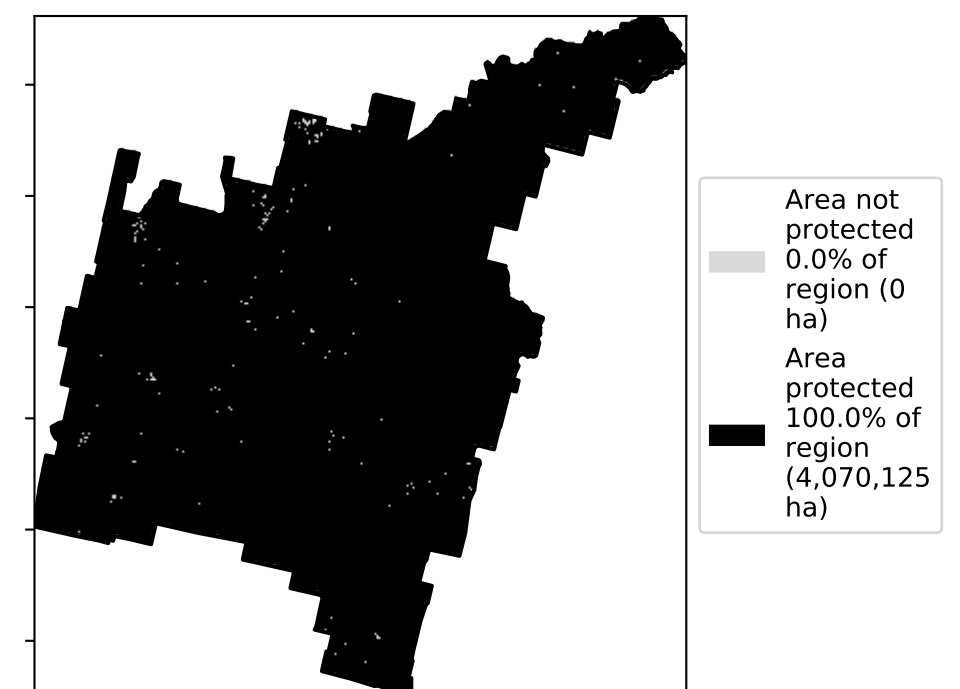 Area not
protected
0.0% of
region (0
ha)
Area
protected
100.0% of
region
(4,070,125
ha)